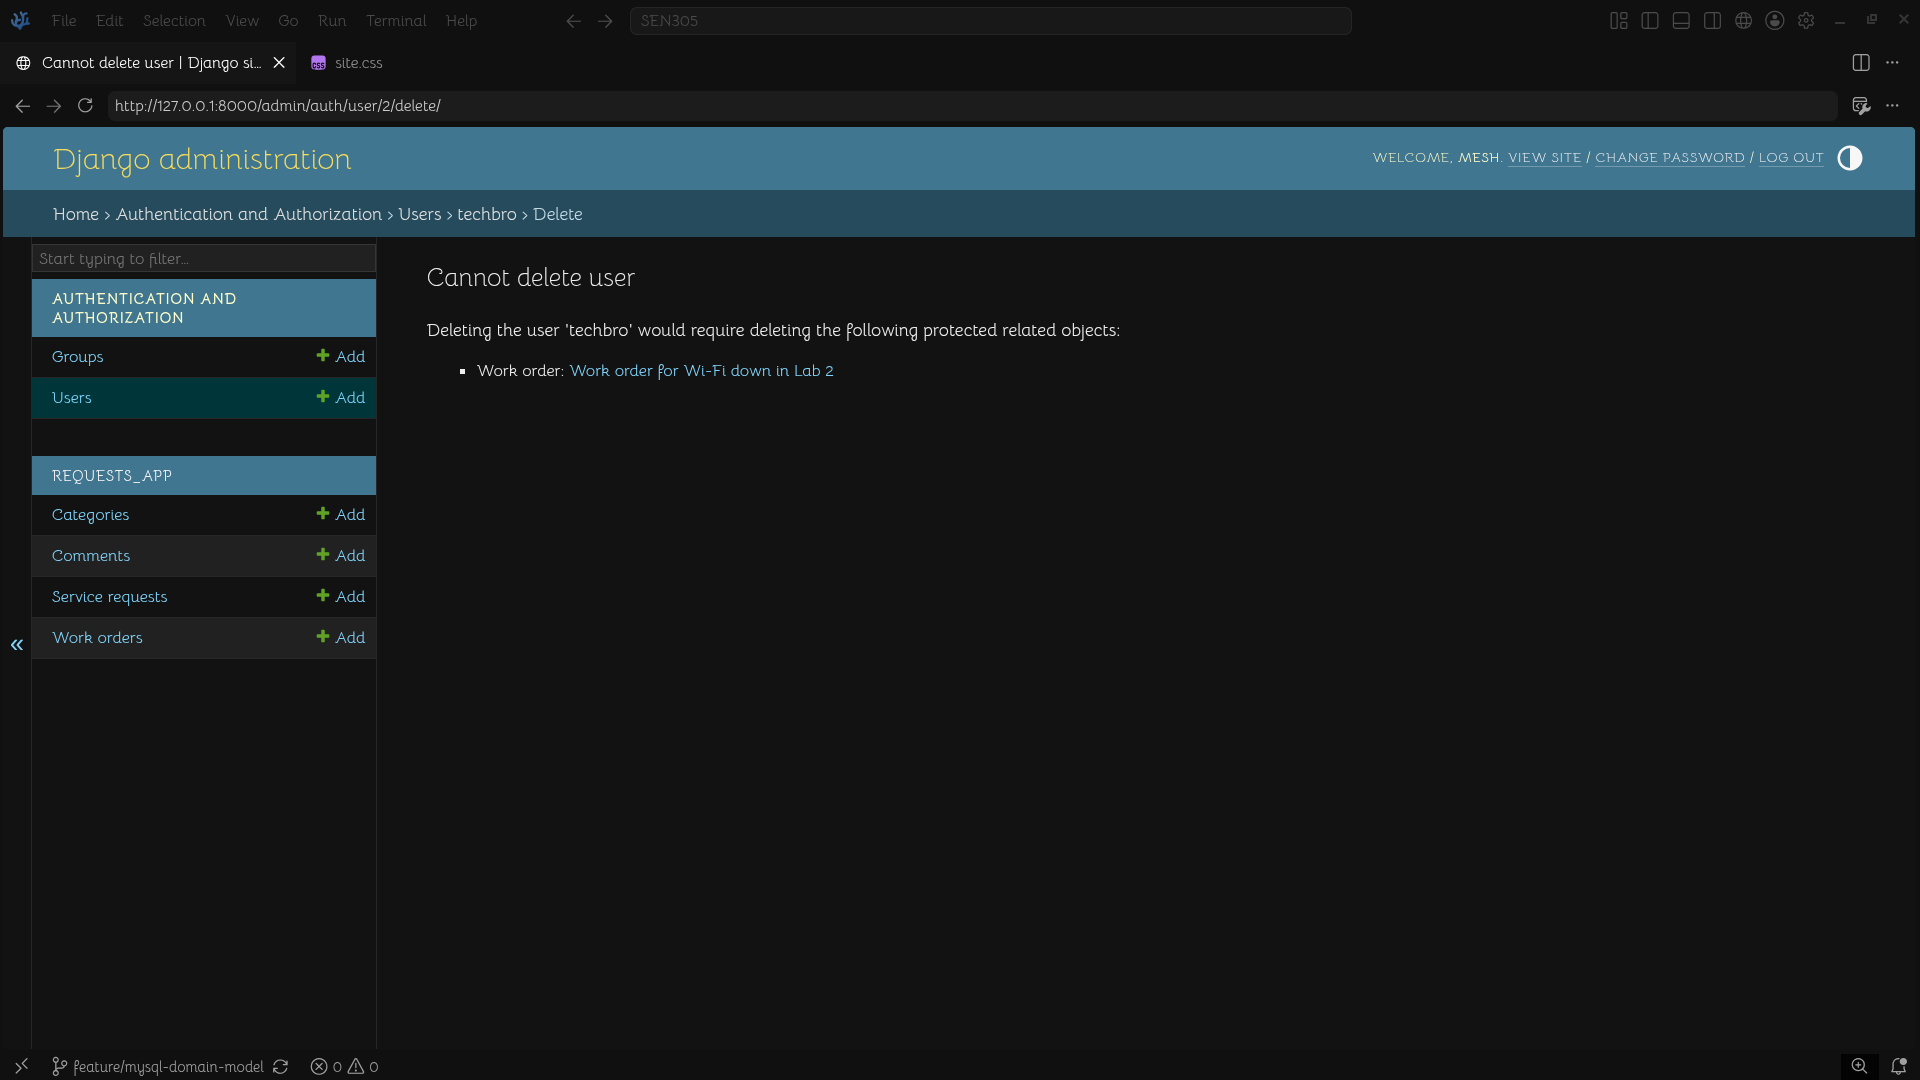 File Edit Selection View Go Run Terminal Help
SEN305
Cannot delete user | Django si...
site.css
http://127.0.0.1:8000/admin/auth/user/2/delete/
Django administration
WELCOME, MESH. VIEW SITE / CHANGE PASSWORD / LOG OUT
Home › Authentication and Authorization › Users › techbro › Delete
Start typing to filter...
AUTHENTICATION AND
AUTHORIZATION
Groups Add
Users Add
REQUESTS_APP
Categories Add
Comments Add
Service requests Add
Work orders Add
«
Cannot delete user
Deleting the user 'techbro' would require deleting the following protected related objects:
Work order: Work order for Wi-Fi down in Lab 2
feature/mysql-domain-model 0 0